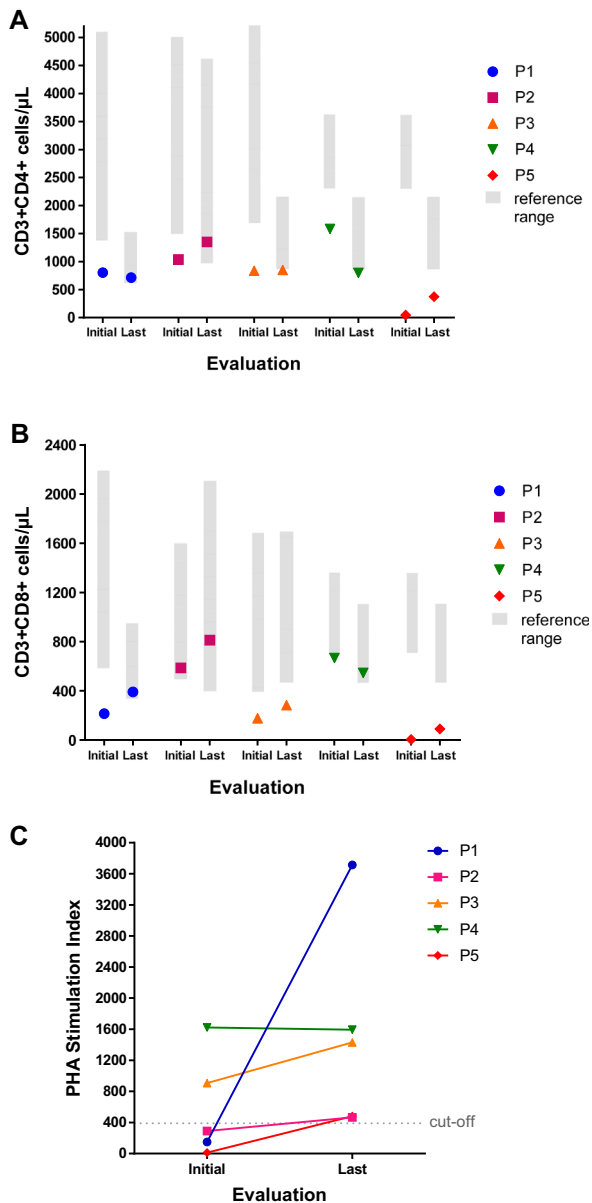 A
CD3+CD4+ cells/µL
5000
4500
4000
3500
3000
2500
2000
1500
1000
500
0
Initial Last Initial Last Initial Last Initial Last Initial Last
Evaluation
P1
P2
P3
P4
P5
reference
range
B
CD3+CD8+ cells/µL
2400
2000
1600
1200
800
400
0
Initial Last Initial Last Initial Last Initial Last Initial Last
Evaluation
P1
P2
P3
P4
P5
reference
range
C
PHA Stimulation Index
4000
3600
3200
2800
2400
2000
1600
1200
800
400
0
Initial Last
Evaluation
cut-off
P1
P2
P3
P4
P5